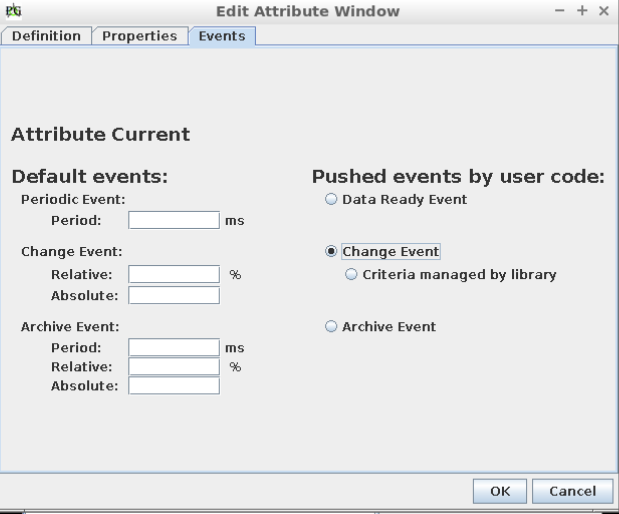 PG Edit Attribute Window
Definition Properties Events
Attribute Current
Default events:
Periodic Event:
Period: ms
Change Event:
Relative: %
Absolute:
Archive Event:
Period: ms
Relative: %
Absolute:
Pushed events by user code:
Data Ready Event
Change Event
Criteria managed by library
Archive Event
OK Cancel